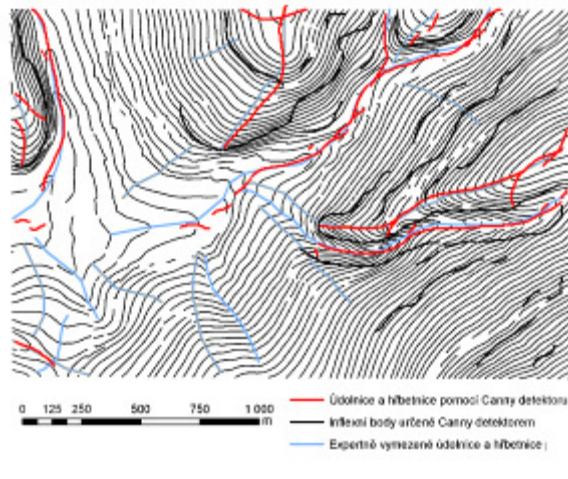 0 125 250 500 750 1 000
m
Údolnice a hřbetnice pomocí Canny detektoru
Inflexní body určené Canny detektorem
Expertně vymezené údolnice a hřbetnice